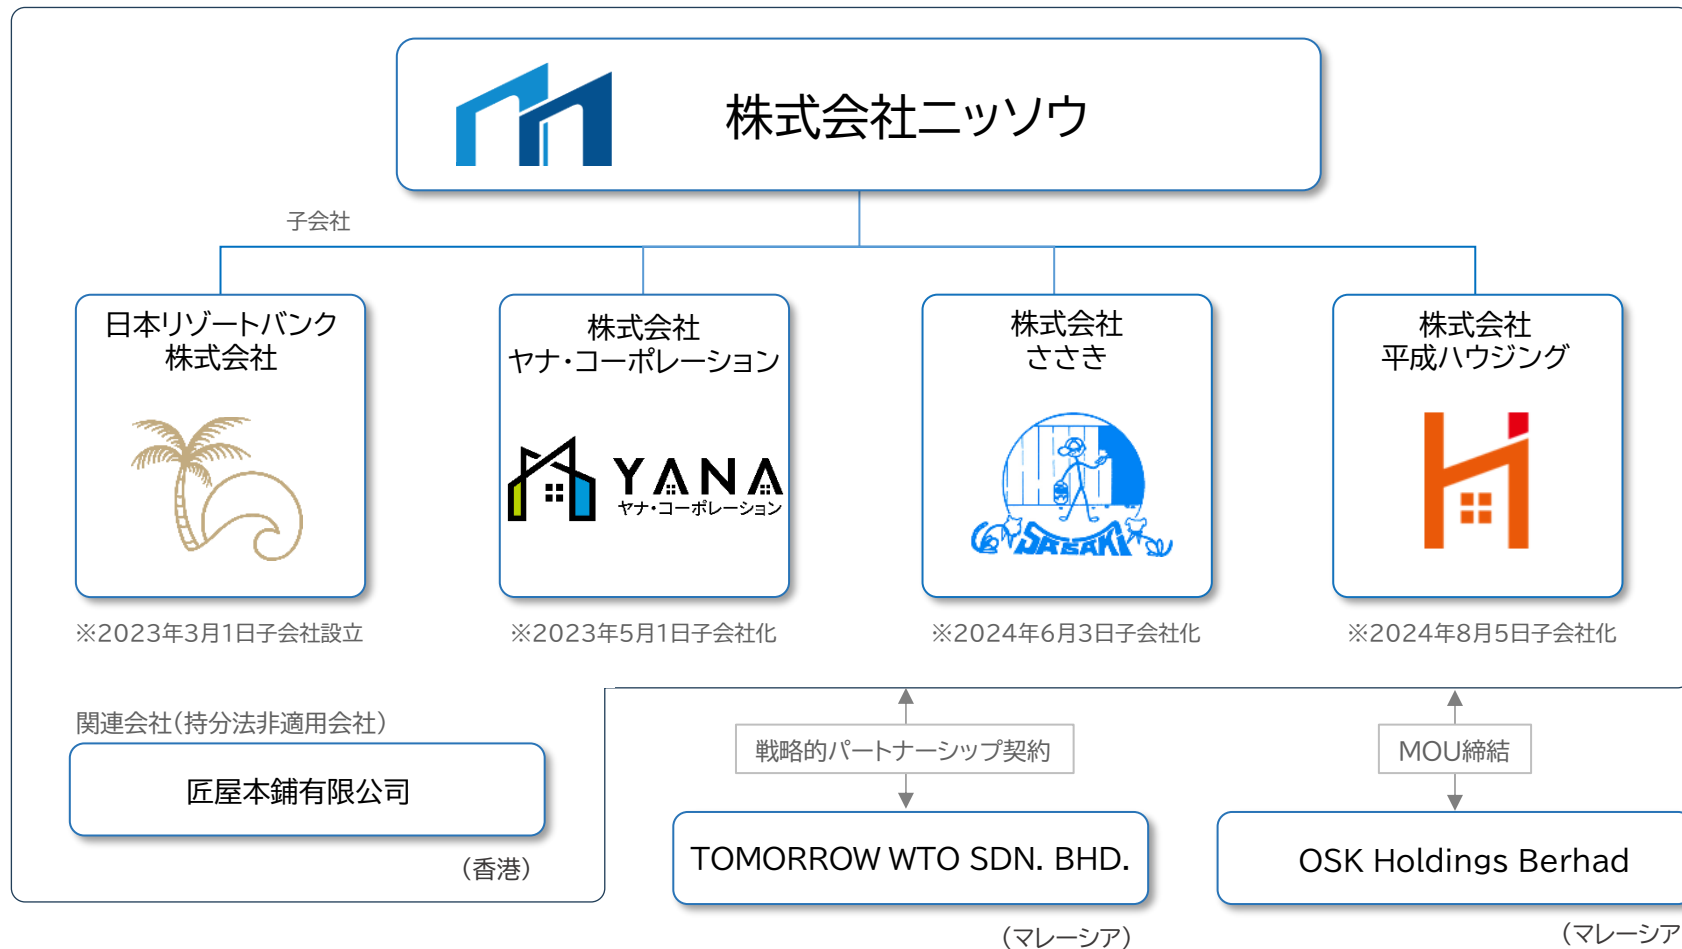 株式会社ニッソウ
子会社
日本リゾートバンク
株式会社
※2023年3月1日子会社設立
株式会社
ヤナ・コーポレーション
YANA
ヤナ・コーポレーション
※2023年5月1日子会社化
株式会社
ささき
SASAKI
※2024年6月3日子会社化
株式会社
平成ハウジング
※2024年8月5日子会社化
関連会社(持分法非適用会社)
匠屋本鋪有限公司
(香港)
戦略的パートナーシップ契約
TOMORROW WTO SDN. BHD.
(マレーシア)
MOU締結
OSK Holdings Berhad
(マレーシア